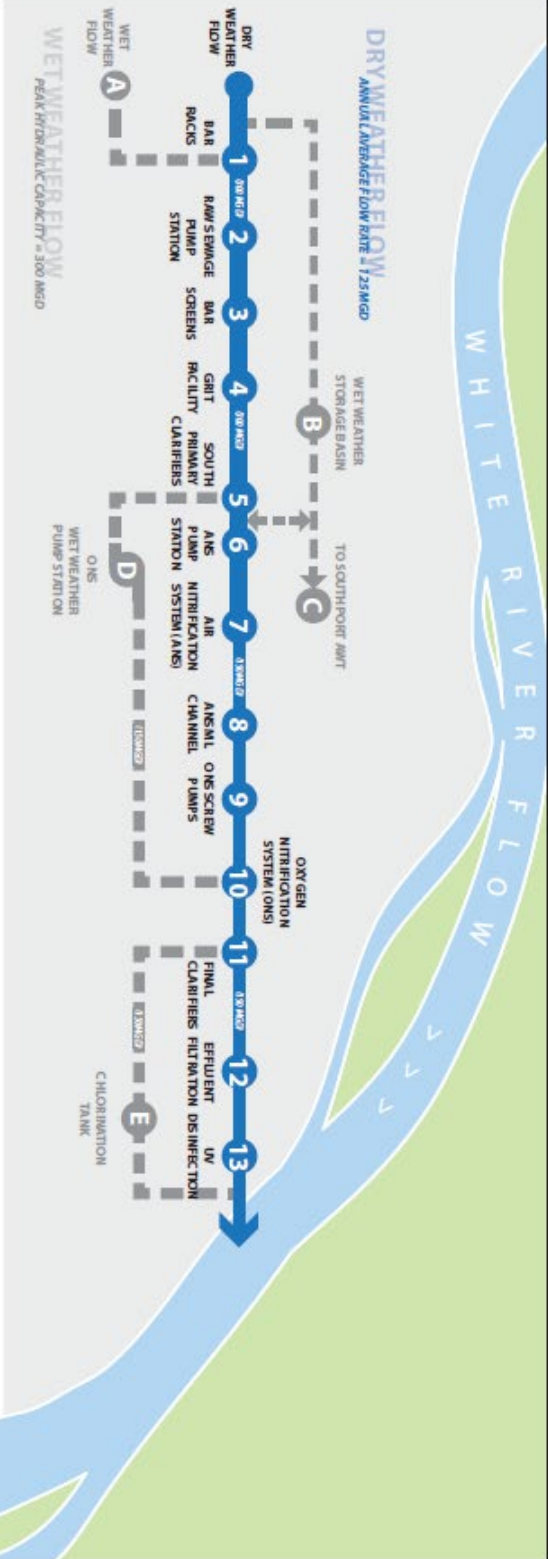 WHITE RIVER FLOW > > >
DRY WEATHER FLOW
ANNUAL AVERAGE FLOW RATE = 125 MGD
WET WEATHER
STORAGE BASIN
B
TO SOUTHPORT AWT
C
DRY
WEATHER
FLOW
1
2
3
4
5
6
7
8
9
10
11
12
13
BAR
RACKS
RAW SEWAGE
PUMP
STATION
BAR
SCREENS
GRIT
FACILITY
SOUTH
PRIMARY
CLARIFIERS
ANS
PUMP
STATION
AIR
NITRIFICATION
SYSTEM (ANS)
ANS ML
CHANNEL
ONS SCREW
PUMPS
OXYGEN
NITRIFICATION
SYSTEM (ONS)
FINAL
CLARIFIERS
EFFLUENT
FILTRATION
UV
DISINFECTION
WET
WEATHER
FLOW
A
D
ONS
WET WEATHER
PUMP STATION
E
CHLORINATION
TANK
WET WEATHER FLOW
PEAK HYDRAULIC CAPACITY = 300 MGD